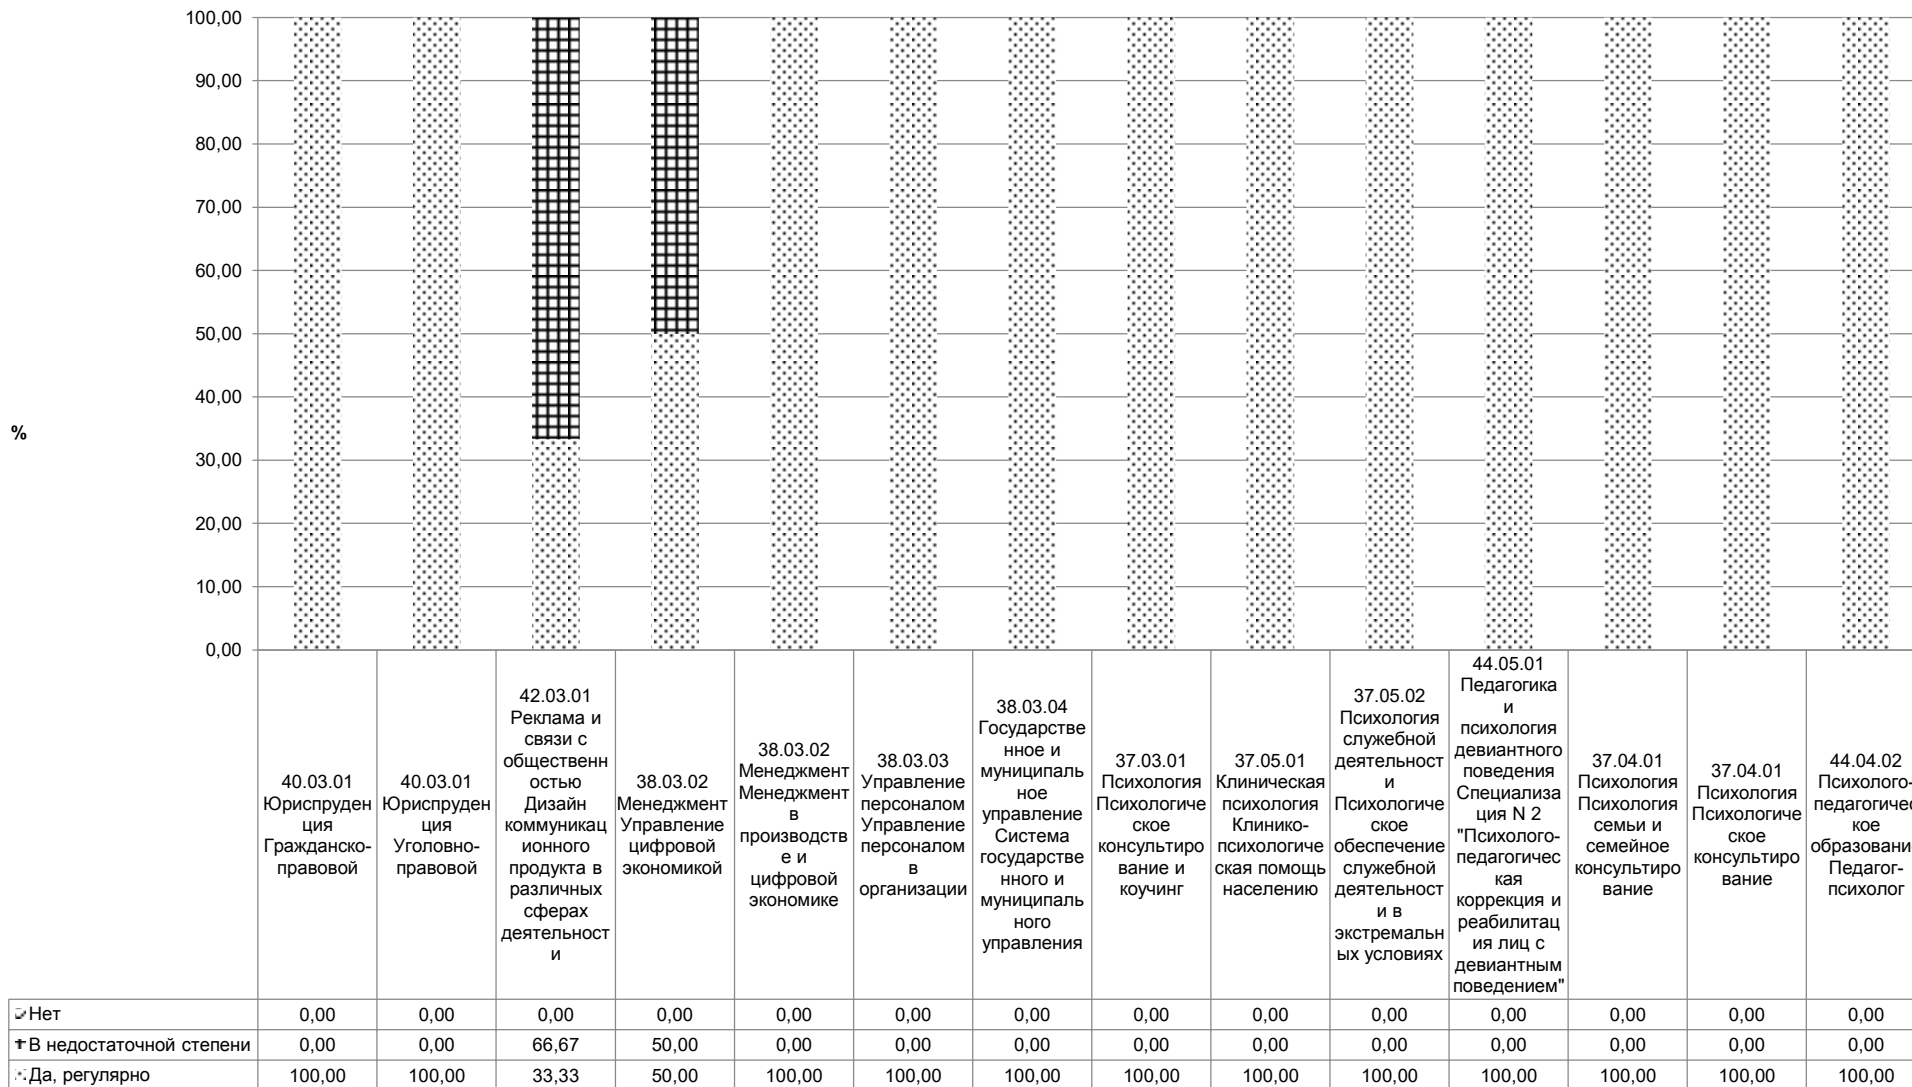 100,00
90,00
80,00
70,00
60,00
50,00
40,00
30,00
20,00
10,00
0,00
%
40.03.01
Юриспруден
ция
Гражданско-
правовой
40.03.01
Юриспруден
ция
Уголовно-
правовой
42.03.01
Реклама и
связи с
общественн
остью
Дизайн
коммуникац
ионного
продукта в
различных
сферах
деятельност
и
38.03.02
Менеджмент
Управление
цифровой
экономикой
38.03.02
Менеджмент
Менеджмент
в
производств
е и
цифровой
экономике
38.03.03
Управление
персоналом
Управление
персоналом
в
организации
38.03.04
Государстве
нное и
муниципаль
ное
управление
Система
государстве
нного и
муниципаль
ного
управления
37.03.01
Психология
Психологиче
ское
консультиро
вание и
коучинг
37.05.01
Клиническая
психология
Клинико-
психологиче
ская помощь
населению
37.05.02
Психология
служебной
деятельност
и
Психологиче
ское
обеспечение
служебной
деятельност
и в
экстремальн
ых условиях
44.05.01
Педагогика
и
психология
девиантного
поведения
Специализа
ция N 2
"Психолого-
педагогичес
кая
коррекция и
реабилитац
ия лиц с
девиантным
поведением"
37.04.01
Психология
Психология
семьи и
семейное
консультиро
вание
37.04.01
Психология
Психологиче
ское
консультиро
вание
44.04.02
Психолого-
педагогичес
кое
образовани
Педагог-
психолог
Нет 0,00 0,00 0,00 0,00 0,00 0,00 0,00 0,00 0,00 0,00 0,00 0,00 0,00 0,00
В недостаточной степени 0,00 0,00 66,67 50,00 0,00 0,00 0,00 0,00 0,00 0,00 0,00 0,00 0,00 0,00
Да, регулярно 100,00 100,00 33,33 50,00 100,00 100,00 100,00 100,00 100,00 100,00 100,00 100,00 100,00 100,00